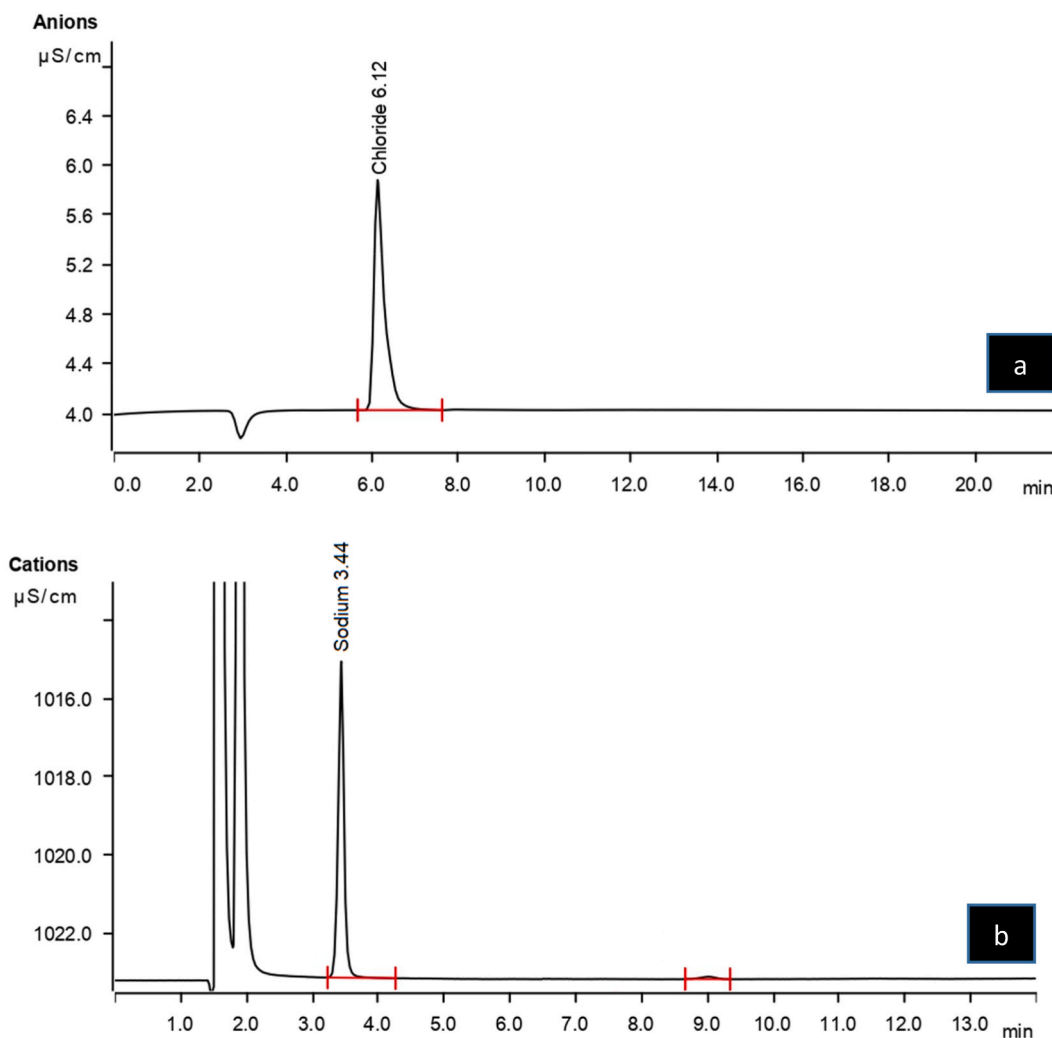 Anions
µS/cm
Chloride 6.12
6.4
6.0
5.6
5.2
4.8
4.4
4.0
a
0.0 2.0 4.0 6.0 8.0 10.0 12.0 14.0 16.0 18.0 20.0 min
Cations
µS/cm
Sodium 3.44
1016.0
1018.0
1020.0
1022.0
b
1.0 2.0 3.0 4.0 5.0 6.0 7.0 8.0 9.0 10.0 11.0 12.0 13.0 min